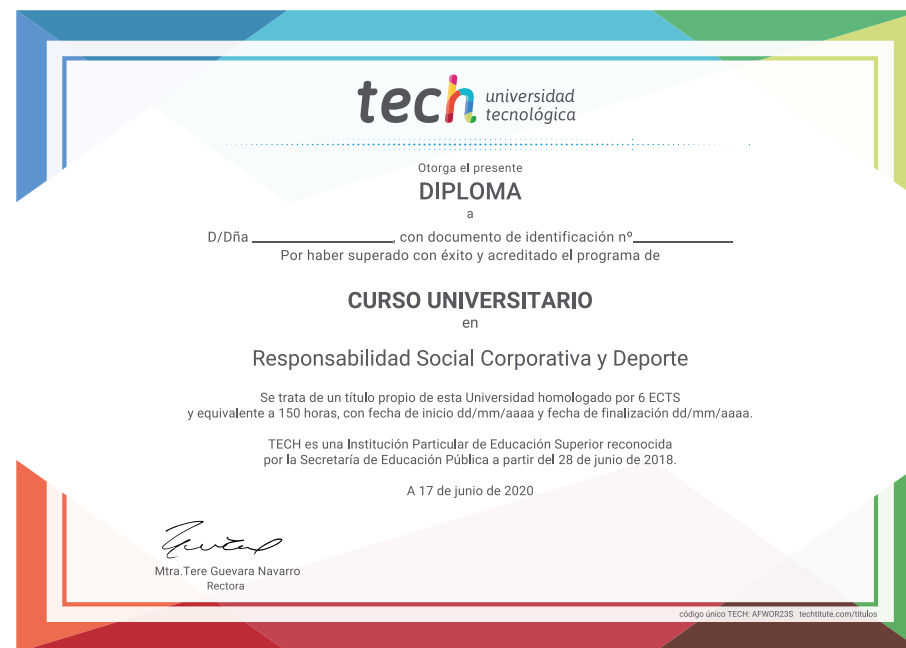 tech universidad
tecnológica
Otorga el presente
DIPLOMA
a
D/Dña ____________________, con documento de identificación nº______________
Por haber superado con éxito y acreditado el programa de
CURSO UNIVERSITARIO
en
Responsabilidad Social Corporativa y Deporte
Se trata de un título propio de esta Universidad homologado por 6 ECTS
y equivalente a 150 horas, con fecha de inicio dd/mm/aaaa y fecha de finalización dd/mm/aaaa.
TECH es una Institución Particular de Educación Superior reconocida
por la Secretaría de Educación Pública a partir del 28 de junio de 2018.
A 17 de junio de 2020
Mtra.Tere Guevara Navarro
Rectora
código único TECH: AFWOR23S techtitute.com/titulos